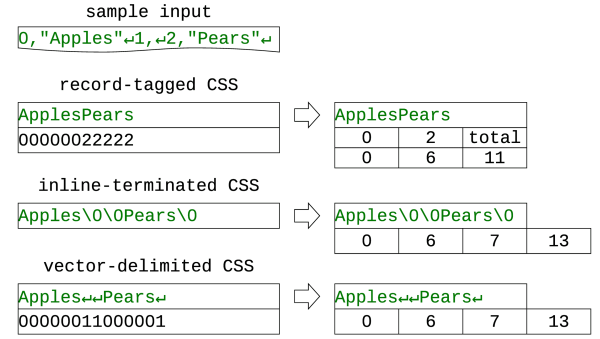 sample input
0,"Apples"↵1,↵2,"Pears"↵
record-tagged CSS
ApplesPears
00000022222
ApplesPears
0 2 total
0 6 11
inline-terminated CSS
Apples\0\0Pears\0
Apples\0\0Pears\0
0 6 7 13
vector-delimited CSS
Apples↵↵Pears↵
00000011000001
Apples↵↵Pears↵
0 6 7 13